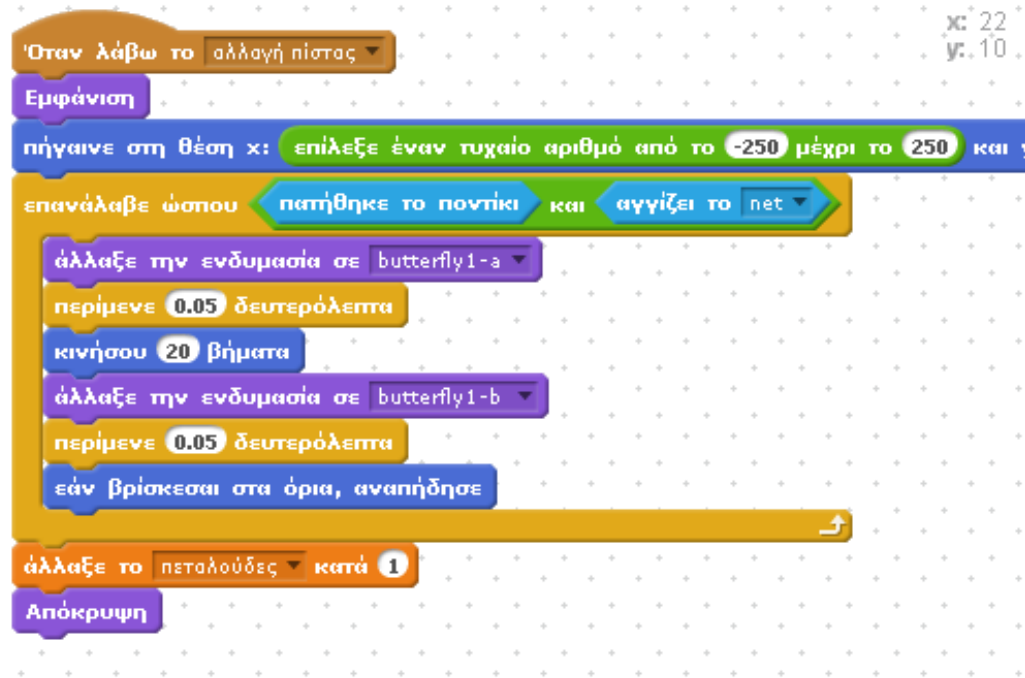 x: 22
y: 10
Όταν λάβω το αλλαγή πίστας
Εμφάνιση
πήγαινε στη θέση x: επίλεξε έναν τυχαίο αριθμό από το -250 μέχρι το 250 και
επανάλαβε ώσπου πατήθηκε το ποντίκι και αγγίζει το net
άλλαξε την ενδυμασία σε butterfly1-a
περίμενε 0.05 δευτερόλεπτα
κινήσου 20 βήματα
άλλαξε την ενδυμασία σε butterfly1-b
περίμενε 0.05 δευτερόλεπτα
εάν βρίσκεσαι στα όρια, αναπήδησε
άλλαξε το πεταλούδες κατά 1
Απόκρυψη